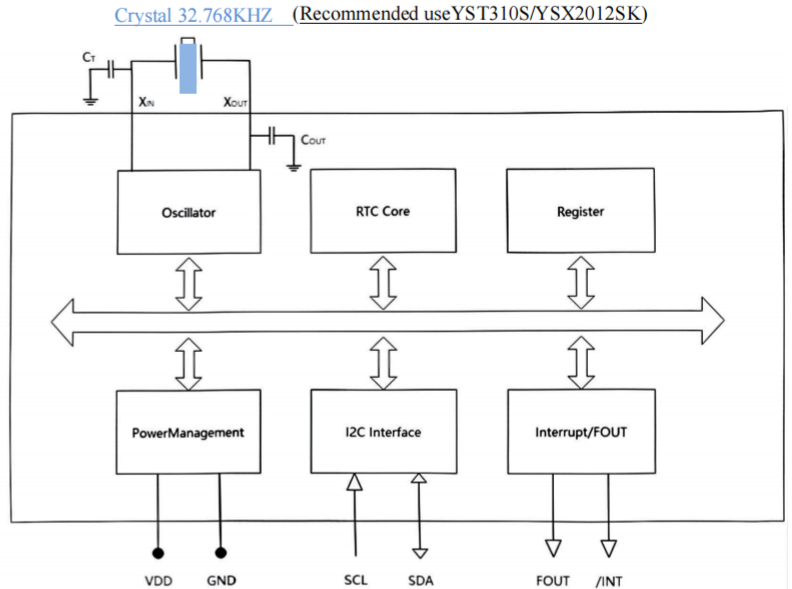 Crystal 32.768KHZ (Recommended useYST310S/YSX2012SK)
CT
XIN XOUT
COUT
Oscillator RTC Core Register
PowerManagement I2C Interface Interrupt/FOUT
VDD GND SCL SDA FOUT /INT